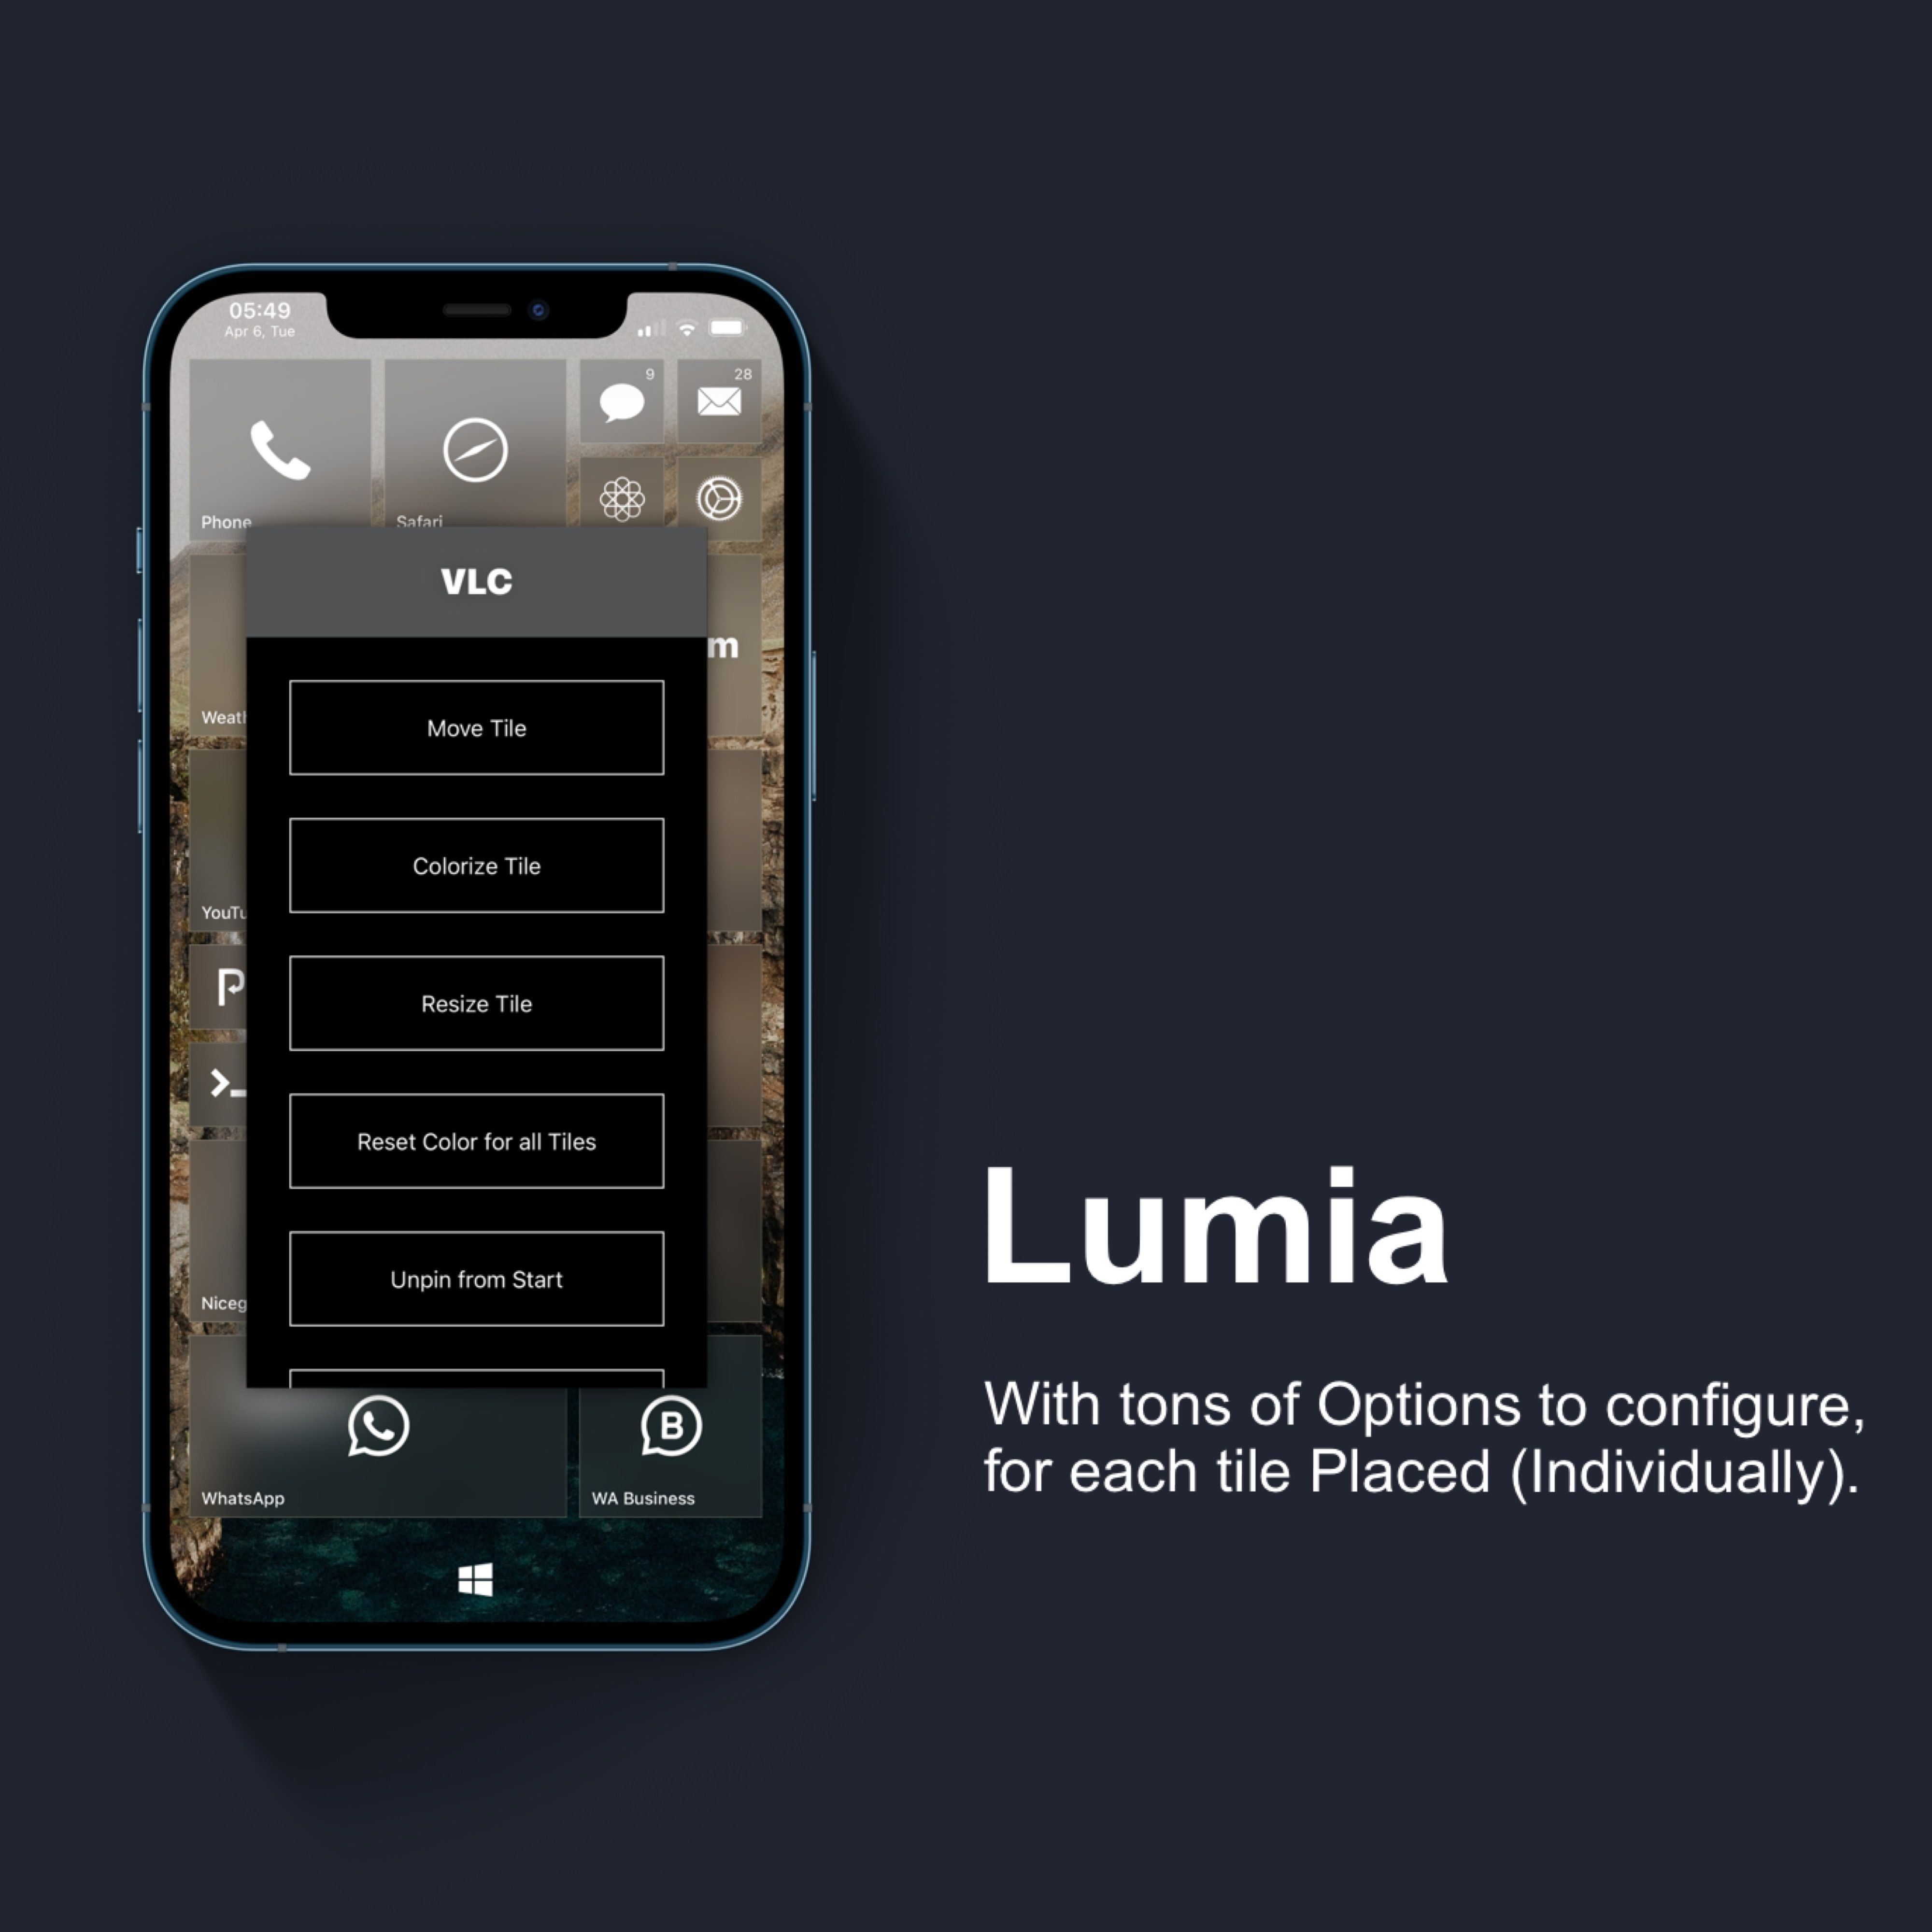 05:49
Apr 6, Tue
9
28
Phone
Safari
VLC
m
Move Tile
Weath
Colorize Tile
YouTu
Resize Tile
Reset Color for all Tiles
Unpin from Start
Niceg
B
WhatsApp
WA Business
Lumia
With tons of Options to configure,
for each tile Placed (Individually).